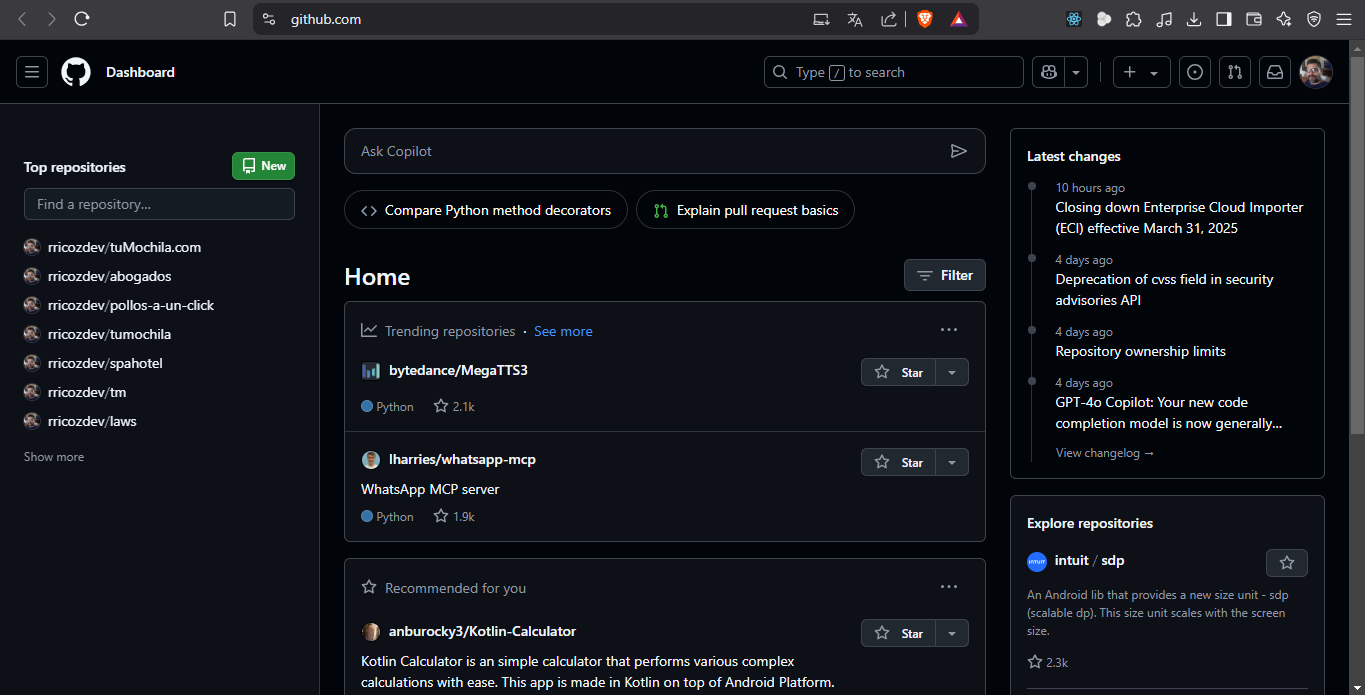 github.com
Dashboard
Type / to search
Top repositories
New
Find a repository...
rricozdev/tuMochila.com
rricozdev/abogados
rricozdev/pollos-a-un-click
rricozdev/tumochila
rricozdev/spahotel
rricozdev/tm
rricozdev/laws
Show more
Ask Copilot
Compare Python method decorators
Explain pull request basics
Home
Filter
Trending repositories · See more
bytedance/MegaTTS3
Star
Python 2.1k
lharries/whatsapp-mcp
Star
WhatsApp MCP server
Python 1.9k
Recommended for you
anburocky3/Kotlin-Calculator
Star
Kotlin Calculator is an simple calculator that performs various complex
calculations with ease. This app is made in Kotlin on top of Android Platform.
Latest changes
10 hours ago
Closing down Enterprise Cloud Importer
(ECI) effective March 31, 2025
4 days ago
Deprecation of cvss field in security
advisories API
4 days ago
Repository ownership limits
4 days ago
GPT-4o Copilot: Your new code
completion model is now generally...
View changelog →
Explore repositories
intuit / sdp
An Android lib that provides a new size unit - sdp
(scalable dp). This size unit scales with the screen
size.
2.3k